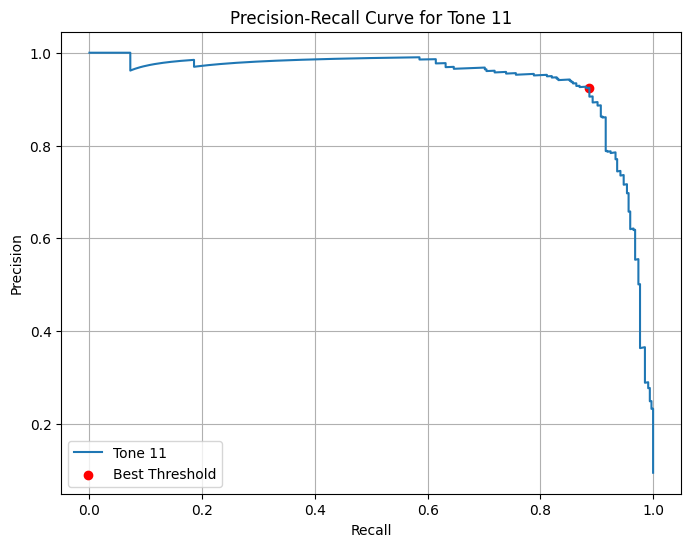 Precision-Recall Curve for Tone 11
Precision
1.0
0.8
0.6
0.4
0.2
Tone 11
Best Threshold
0.0
0.2
0.4
0.6
0.8
1.0
Recall